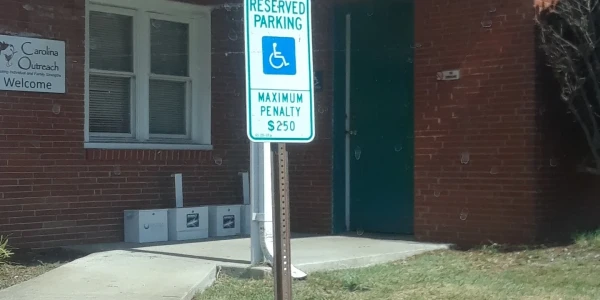 Carolina
Outreach
Welcome
RESERVED
PARKING
MAXIMUM
PENALTY
$250